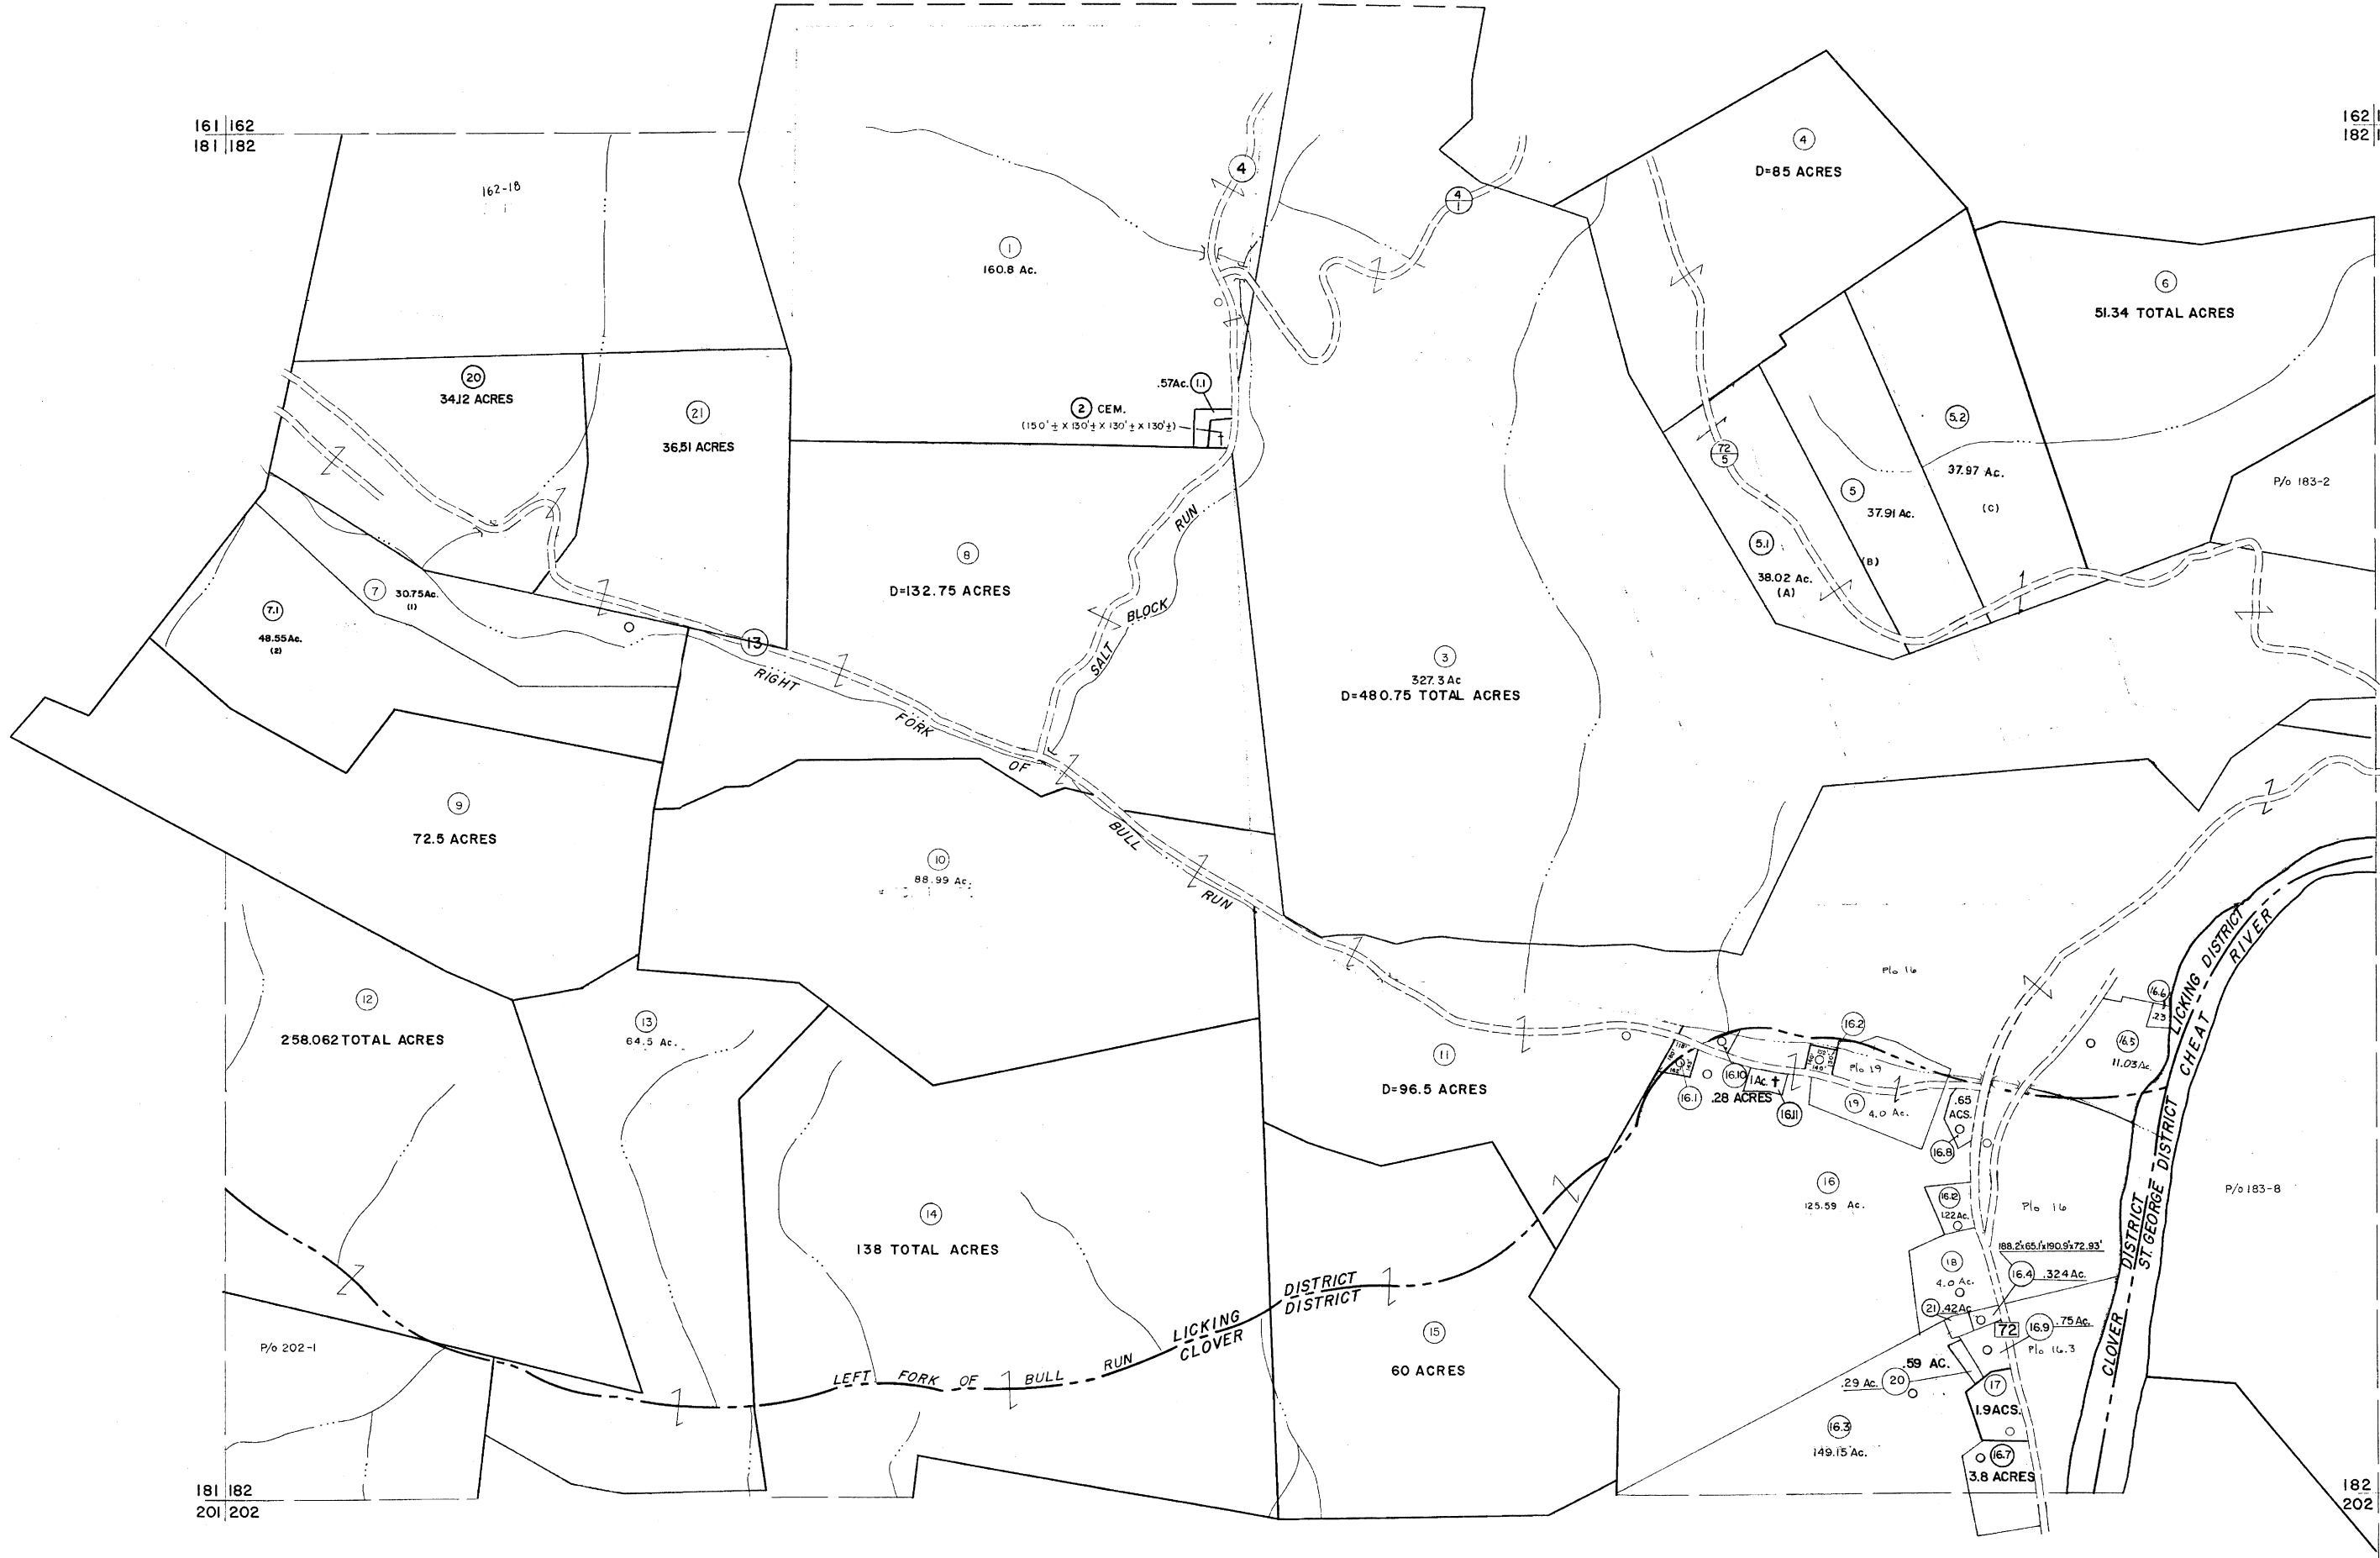 161 162
181 182
162
182
162-18
4
4
1
1
160.8 Ac.
4
D=85 ACRES
6
51.34 TOTAL ACRES
20
34.12 ACRES
21
36.51 ACRES
.57Ac. 1.1
2 CEM.
(150'± X 130'± X 130'± X 130'±)
5.2
37.97 Ac.
(C)
72
5
5
37.91 Ac.
(B)
P/o 183-2
5.1
38.02 Ac.
(A)
8
D=132.75 ACRES
SALT BLOCK RUN
7
30.75Ac.
(1)
7.1
48.55Ac.
(2)
13
RIGHT FORK OF BULL RUN
3
327.3 Ac
D=480.75 TOTAL ACRES
9
72.5 ACRES
10
88.99 Ac.
12
258.062 TOTAL ACRES
13
64.5 Ac.
P/o 16
16.6
.23
16.5
11.03 Ac.
LICKING DISTRICT
CHEAT RIVER
11
D=96.5 ACRES
16.2
16.10
1 Ac.
16.1
.28 ACRES
16.11
P/o 19
19
4.0 Ac.
.65
ACS.
16.8
16
125.59 Ac.
16.12
1.22 Ac.
P/o 16
P/o 183-8
CLOVER DISTRICT
ST. GEORGE DISTRICT
14
138 TOTAL ACRES
188.2'x65.1'x190.9'x72.93'
18
4.0 Ac.
16.4 .324 Ac.
21 .42Ac
72
16.9 .75 Ac.
P/o 16.3
LICKING DISTRICT
CLOVER DISTRICT
LEFT FORK OF BULL RUN
15
60 ACRES
P/o 202-1
.59 AC.
.29 Ac. 20
17
1.9 ACS.
16.3
149.15 Ac.
16.7
3.8 ACRES
181 182
201 202
182
202